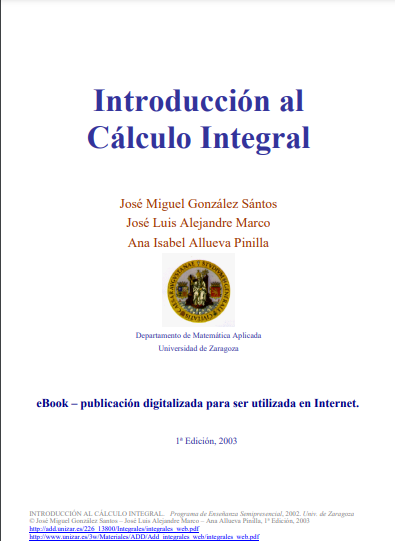 Introducción al
Cálculo Integral
José Miguel González Sántos
José Luis Alejandre Marco
Ana Isabel Allueva Pinilla
Departamento de Matemática Aplicada
Universidad de Zaragoza
eBook – publicación digitalizada para ser utilizada en Internet.
1ª Edición, 2003
INTRODUCCIÓN AL CÁLCULO INTEGRAL. Programa de Enseñanza Semipresencial, 2002. Univ. de Zaragoza
© José Miguel González Santos – José Luis Alejandre Marco – Ana Allueva Pinilla, 1ª Edición, 2003
http://add.unizar.es/226_13800/Integrales/integrales_web.pdf
http://www.unizar.es/3w/Materiales/ADD/Add_integrales_web/integrales_web.pdf